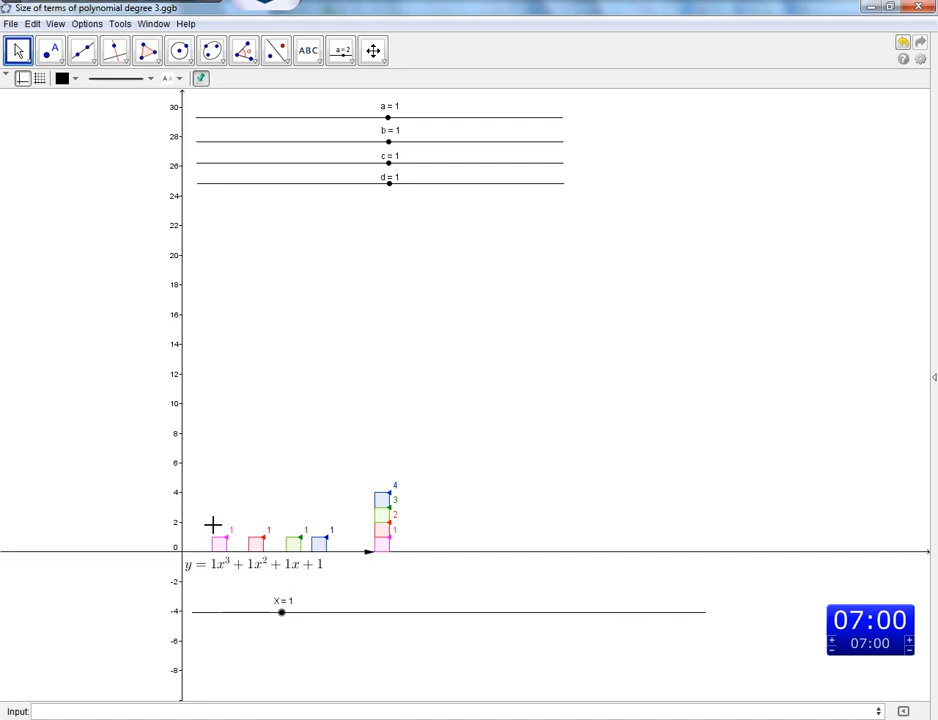 Size of terms of polynomial degree 3.ggb
File Edit View Options Tools Window Help
A ABC a=2
AA
30
28
26
24
22
20
18
16
14
12
10
8
6
4
2
0
-2
-4
-6
-8
a = 1
b = 1
c = 1
d = 1
4
3
2
1
1 1 1 1
y = 1x³ + 1x² + 1x + 1
X = 1
07:00
07:00
Input: